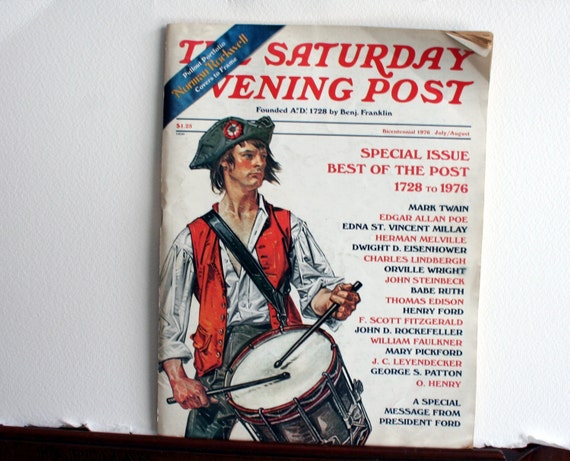 Pullout Portfolio
Norman Rockwell
Covers to Frame
THE SATURDAY
EVENING POST
Founded A.D. 1728 by Benj. Franklin
$1.25
Bicentennial 1976 July/August
SPECIAL ISSUE
BEST OF THE POST
1728 TO 1976
MARK TWAIN
EDGAR ALLAN POE
EDNA ST. VINCENT MILLAY
HERMAN MELVILLE
DWIGHT D. EISENHOWER
CHARLES LINDBERGH
ORVILLE WRIGHT
JOHN STEINBECK
BABE RUTH
THOMAS EDISON
HENRY FORD
F. SCOTT FITZGERALD
JOHN D. ROCKEFELLER
WILLIAM FAULKNER
MARY PICKFORD
J. C. LEYENDECKER
GEORGE S. PATTON
O. HENRY
A SPECIAL
MESSAGE FROM
PRESIDENT FORD